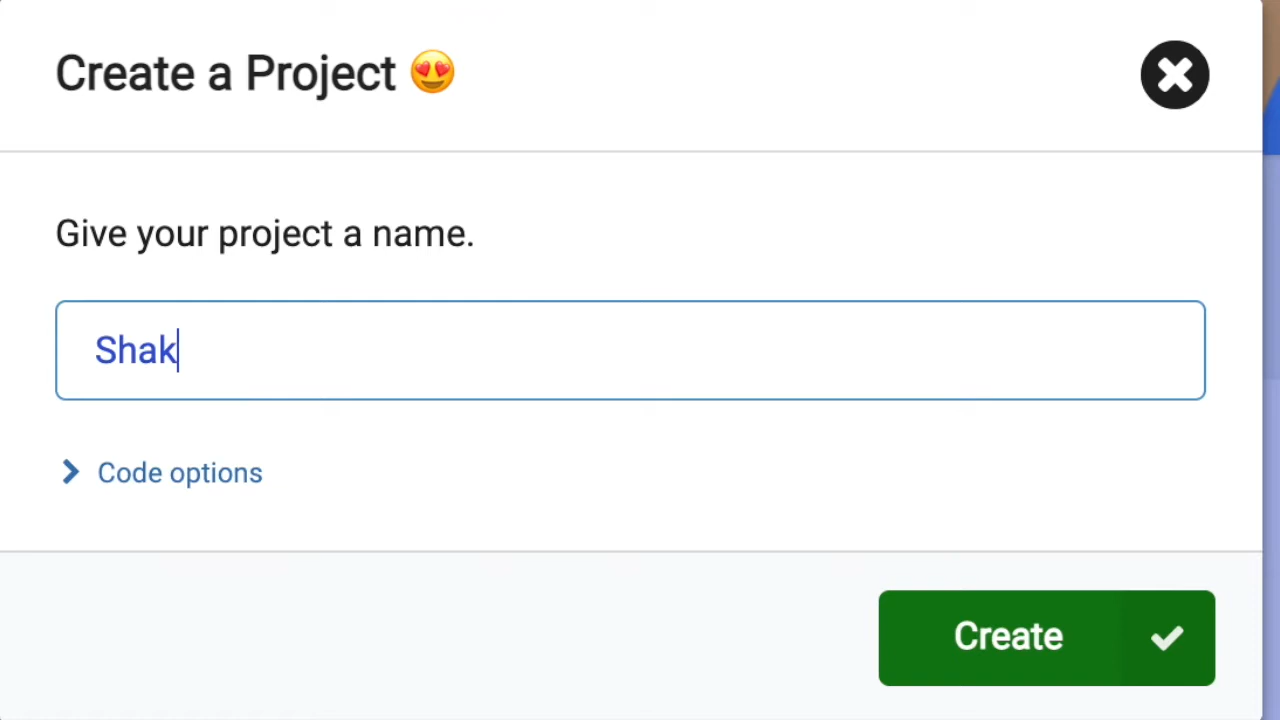 Create a Project 😍
Give your project a name.
Shak
Code options
Create